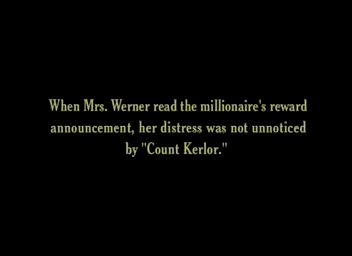 When Mrs. Werner read the millionaire's reward
announcement, her distress was not unnoticed
by "Count Kerlor."